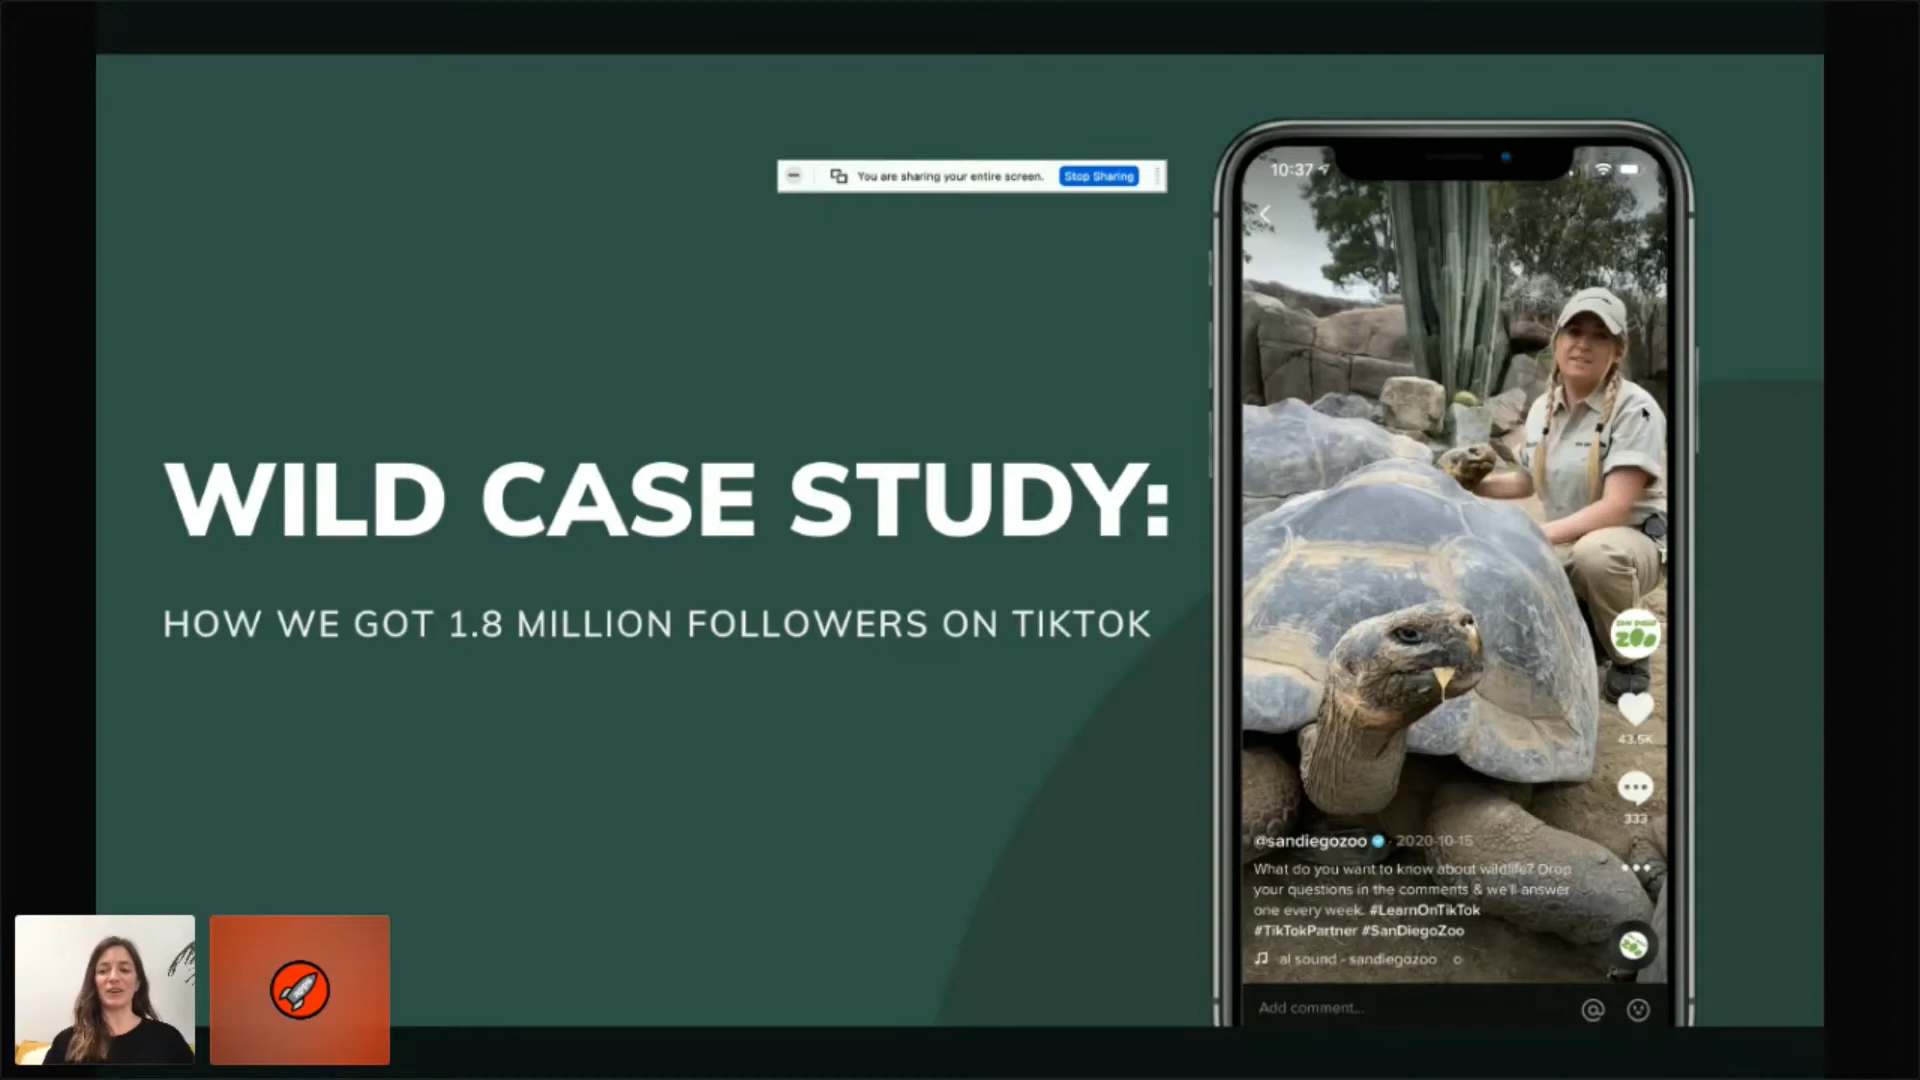 You are sharing your entire screen.
Stop Sharing
WILD CASE STUDY:
HOW WE GOT 1.8 MILLION FOLLOWERS ON TIKTOK
10:37
SAN DIEGO
ZOO
43.5K
333
@sandiegozoo · 2020-10-15
What do you want to know about wildlife? Drop
your questions in the comments & we'll answer
one every week. #LearnOnTikTok
#TikTokPartner #SanDiegoZoo
al sound - sandiegozoo
Add comment...